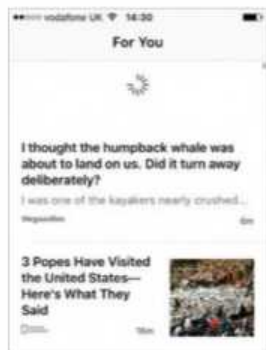 vodafone UK 14:30
For You
I thought the humpback whale was
about to land on us. Did it turn away
deliberately?
I was one of the kayakers nearly crushed...
theguardian
6m
3 Popes Have Visited
the United States—
Here's What They
Said
16m